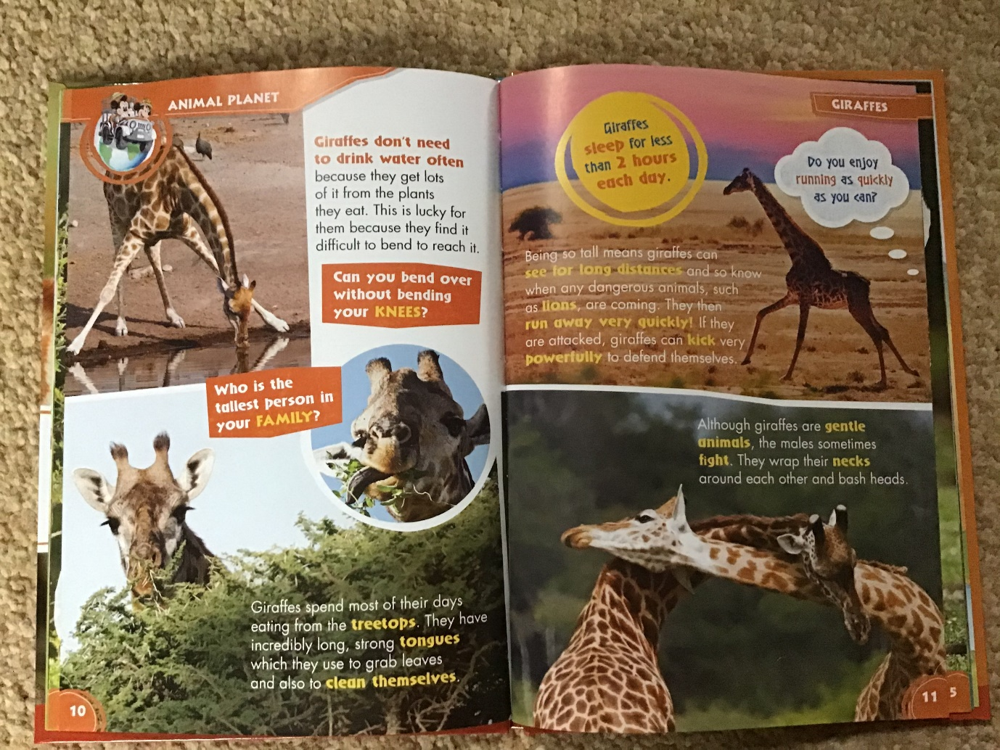 ANIMAL PLANET
Giraffes don't need
to drink water often
because they get lots
of it from the plants
they eat. This is lucky for
them because they find it
difficult to bend to reach it.
Can you bend over
without bending
your KNEES?
Who is the
tallest person in
your FAMILY?
Giraffes spend most of their days
eating from the treetops. They have
incredibly long, strong tongues
which they use to grab leaves
and also to clean themselves.
10
GIRAFFES
Giraffes
sleep for less
than 2 hours
each day.
Do you enjoy
running as quickly
as you can?
Being so tall means giraffes can
see for long distances and so know
when any dangerous animals, such
as lions, are coming. They then
run away very quickly! If they
are attacked, giraffes can kick very
powerfully to defend themselves.
Although giraffes are gentle
animals, the males sometimes
fight. They wrap their necks
around each other and bash heads.
11
5